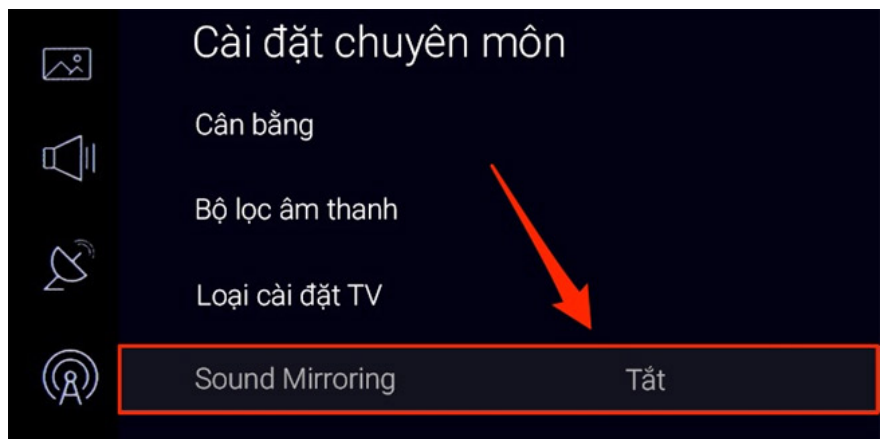 Cài đặt chuyên môn
Cân bằng
Bộ lọc âm thanh
Loại cài đặt TV
Sound Mirroring Tắt